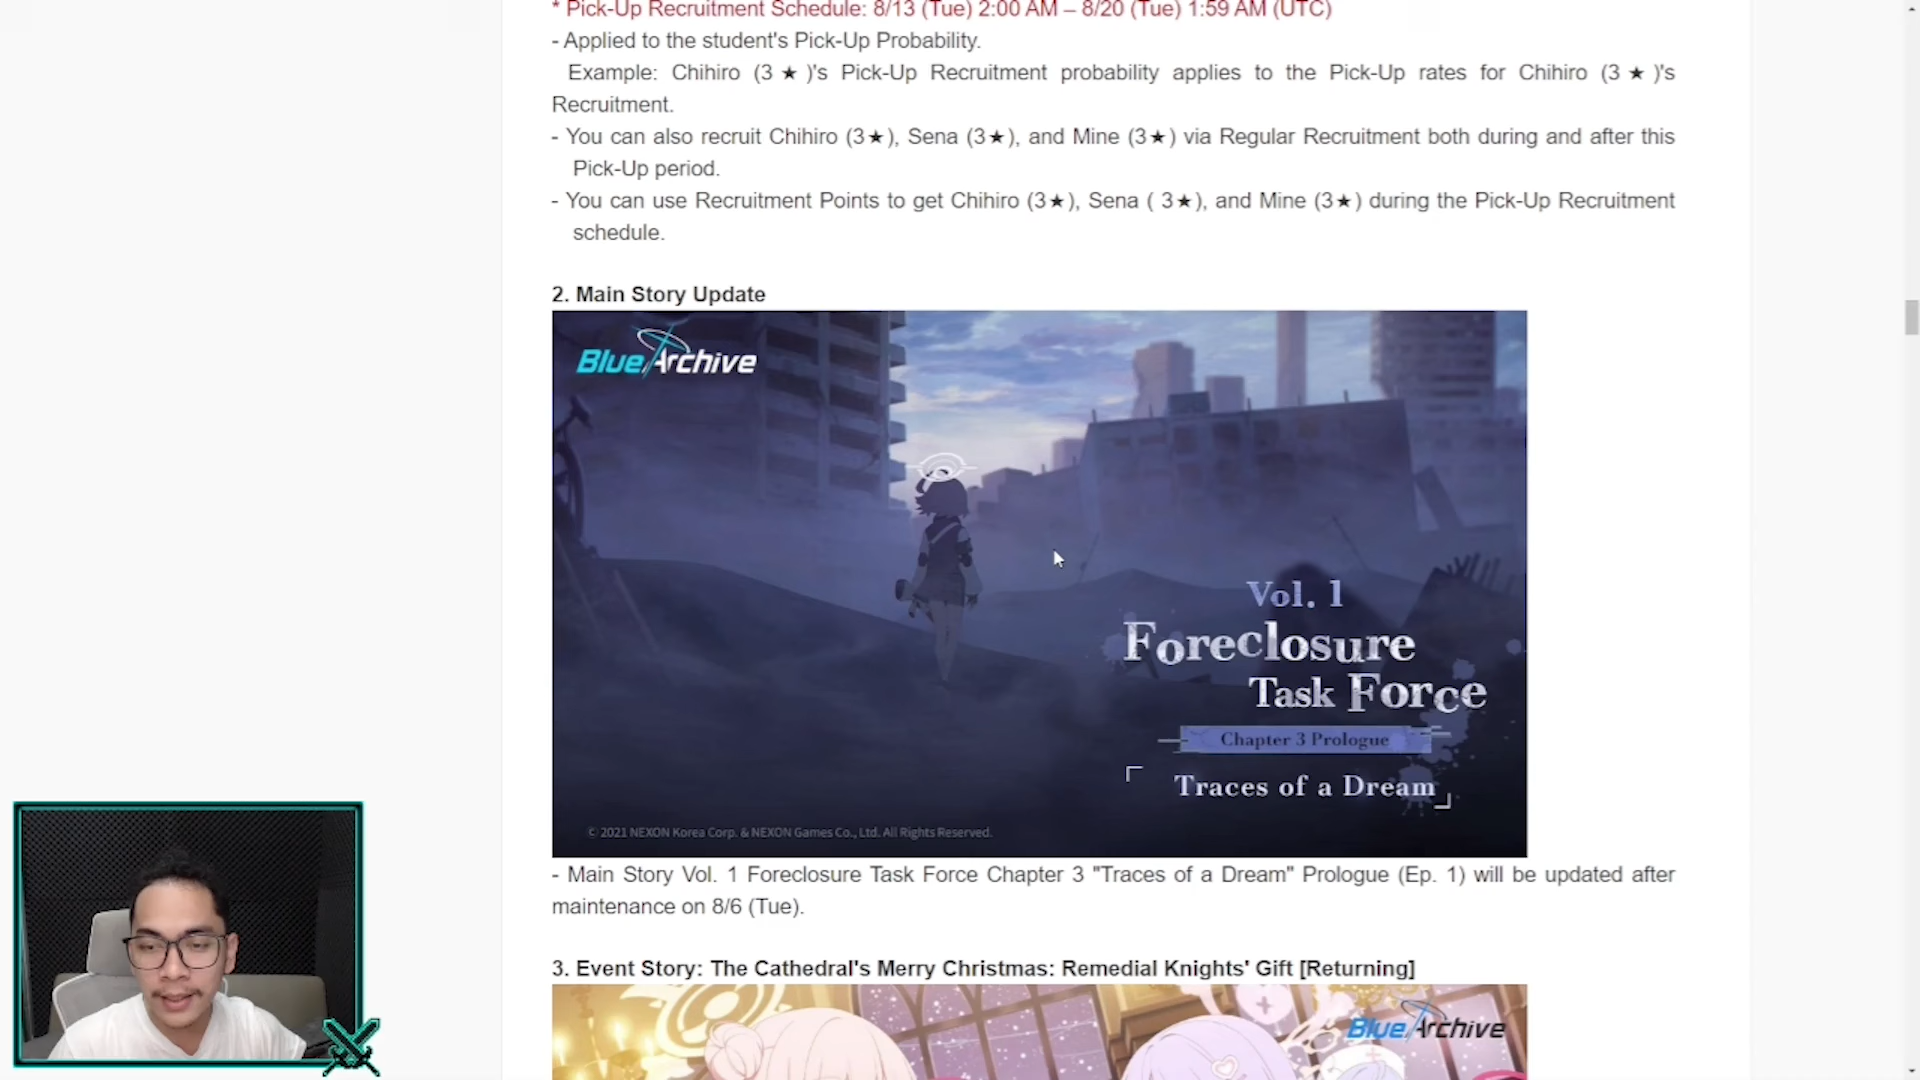 * Pick-Up Recruitment Schedule: 8/13 (Tue) 2:00 AM – 8/20 (Tue) 1:59 AM (UTC)
- Applied to the student's Pick-Up Probability.
Example: Chihiro (3 ★ )'s Pick-Up Recruitment probability applies to the Pick-Up rates for Chihiro (3 ★ )'s
Recruitment.
- You can also recruit Chihiro (3★), Sena (3★), and Mine (3★) via Regular Recruitment both during and after this
Pick-Up period.
- You can use Recruitment Points to get Chihiro (3★), Sena ( 3★), and Mine (3★) during the Pick-Up Recruitment
schedule.
2. Main Story Update
Blue Archive
Vol. 1
Foreclosure
Task Force
Chapter 3 Prologue
「 Traces of a Dream 」
© 2021 NEXON Korea Corp. & NEXON Games Co., Ltd. All Rights Reserved.
- Main Story Vol. 1 Foreclosure Task Force Chapter 3 "Traces of a Dream" Prologue (Ep. 1) will be updated after
maintenance on 8/6 (Tue).
3. Event Story: The Cathedral's Merry Christmas: Remedial Knights' Gift [Returning]
Blue Archive